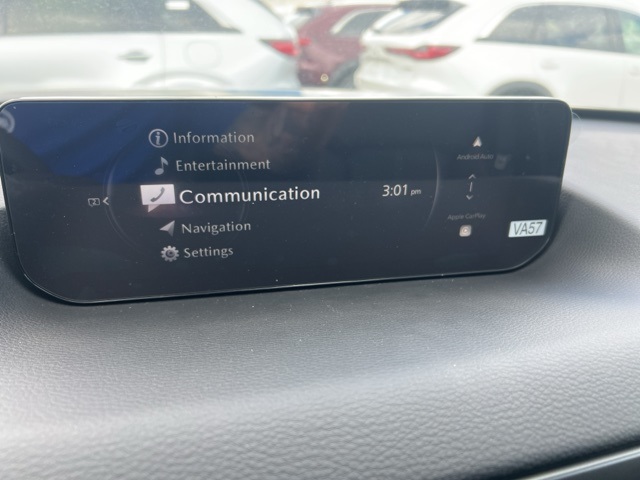 Information
Entertainment
Communication
3:01 pm
Navigation
Settings
Android Auto
Apple CarPlay
VA57